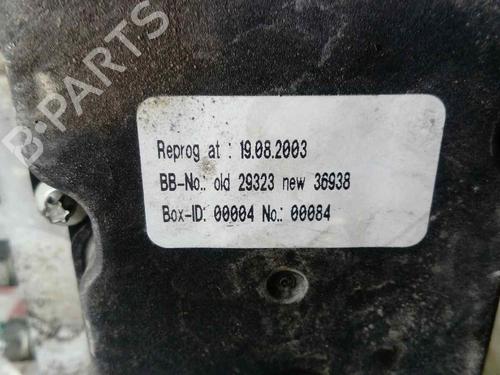 B-PARTS
Reprog at : 19.08.2003
BB-No.: old 29323 new 36938
Box-ID: 00004 No.: 00084